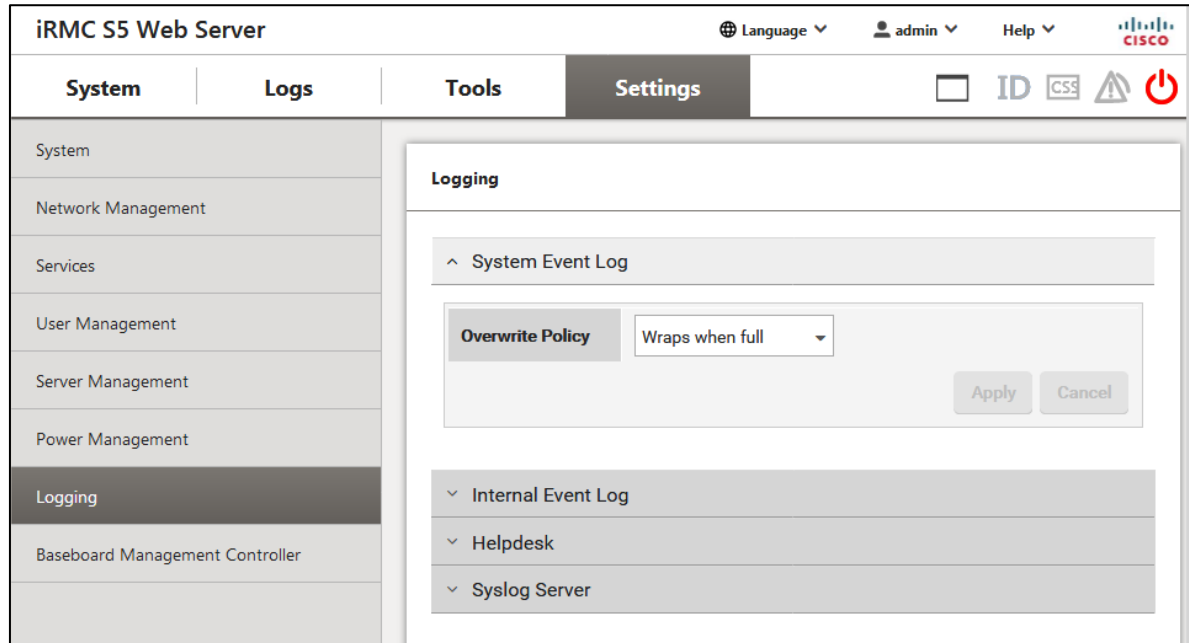 iRMC S5 Web Server
Language
admin
Help
CISCO
System
Logs
Tools
Settings
ID
CSS
System
Network Management
Services
User Management
Server Management
Power Management
Logging
Baseboard Management Controller
Logging
System Event Log
Overwrite Policy
Wraps when full
Apply
Cancel
Internal Event Log
Helpdesk
Syslog Server